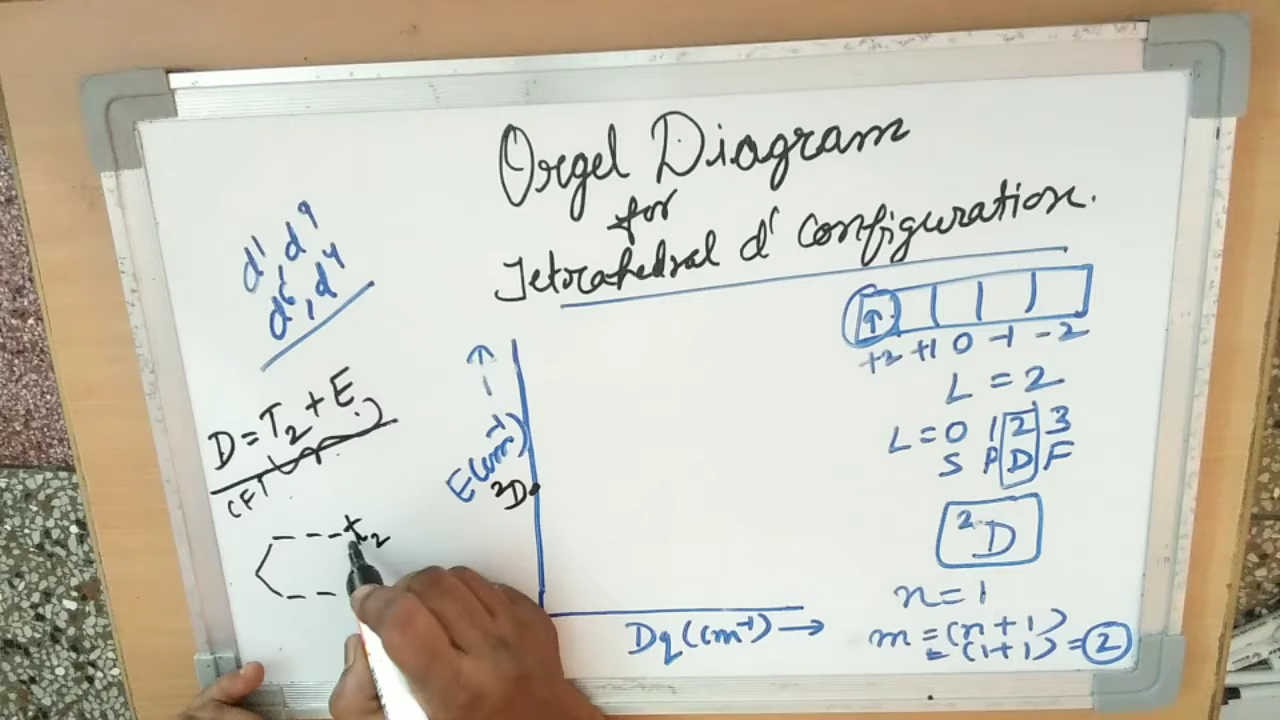 Orgel Diagram
for
Tetrahedral d¹ configuration.
d¹ d⁹
d⁶, d⁴
↑
+2 +1 0 -1 -2
L = 2
L = 0 1 2 3
S P D F
²D
n = 1
m = (n + 1)
= (1 + 1) = 2
D = T₂ + E
CFT
t₂
E(cm⁻¹)
²D
Dq (cm⁻¹) →